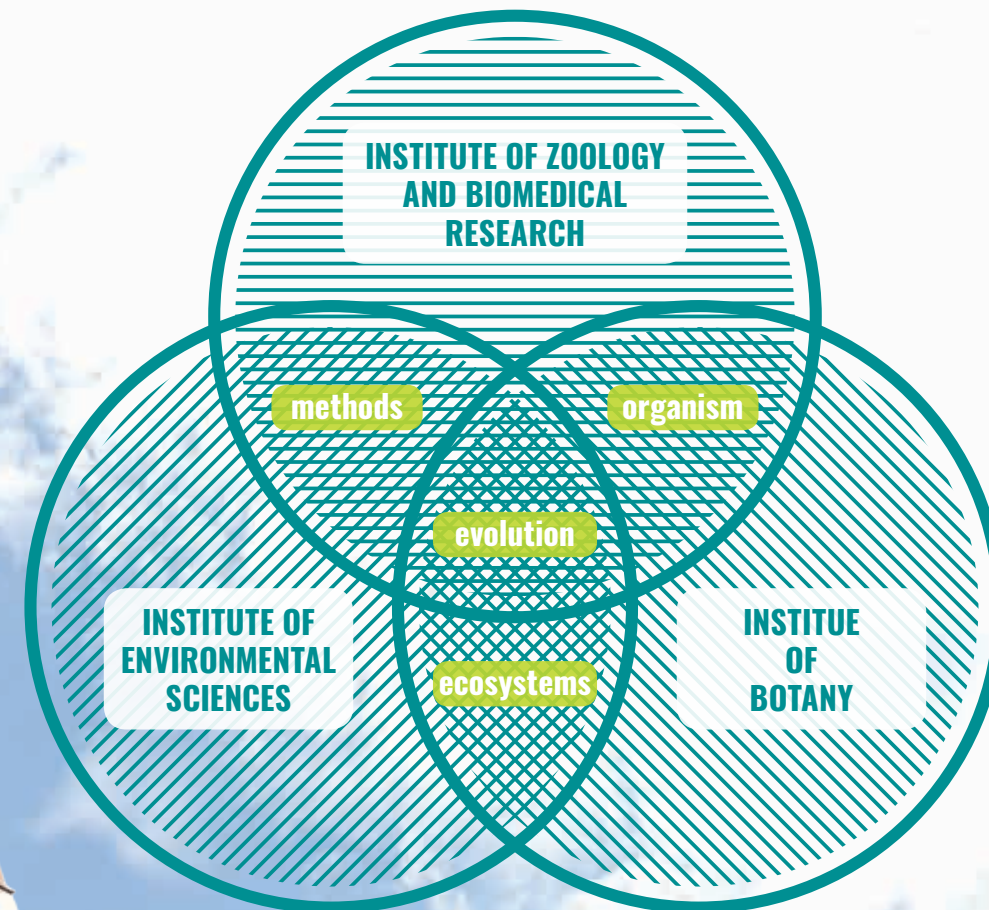 INSTITUTE OF ZOOLOGY
AND BIOMEDICAL
RESEARCH
methods
organism
evolution
INSTITUTE OF
ENVIRONMENTAL
SCIENCES
INSTITUE
OF
BOTANY
ecosystems